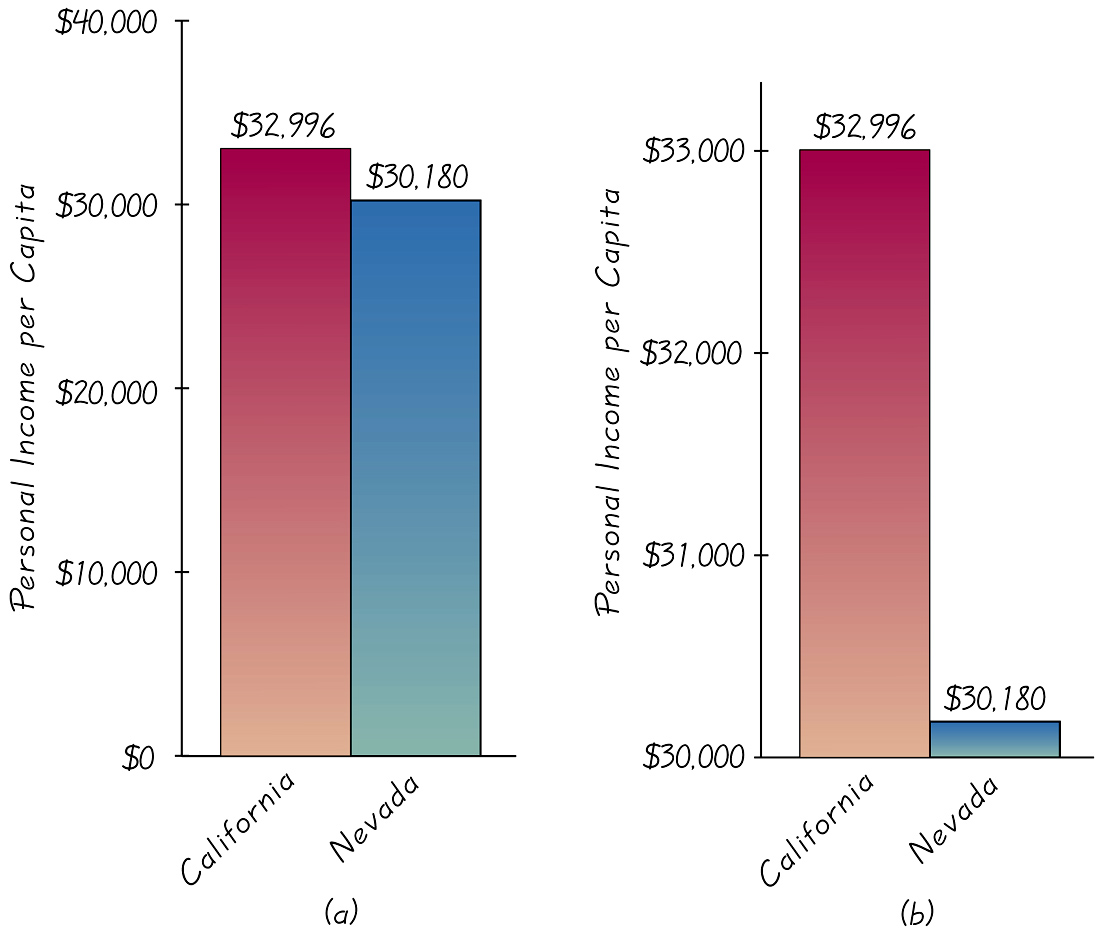 $40,000
$30,000
$20,000
$10,000
$0
Personal Income per Capita
$32,996
$30,180
California
Nevada
(a)
$33,000
$32,000
$31,000
$30,000
Personal Income per Capita
$32,996
$30,180
California
Nevada
(b)